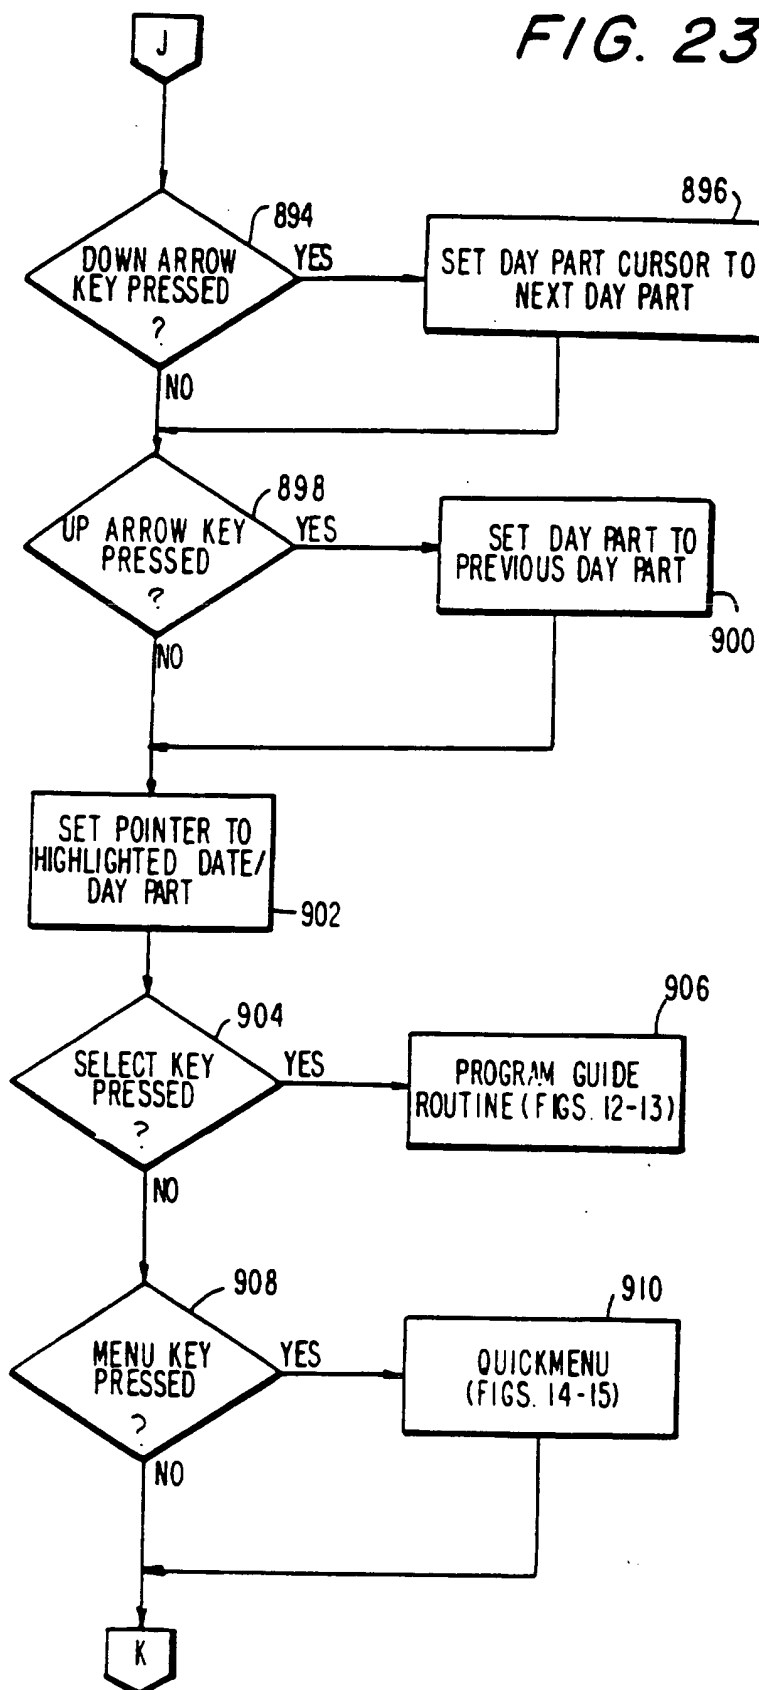 J
FIG. 23
894
DOWN ARROW
KEY PRESSED
?
YES
NO
896
SET DAY PART CURSOR TO
NEXT DAY PART
898
UP ARROW KEY
PRESSED
?
YES
NO
SET DAY PART TO
PREVIOUS DAY PART
900
SET POINTER TO
HIGHLIGHTED DATE/
DAY PART
902
904
SELECT KEY
PRESSED
?
YES
NO
906
PROGRAM GUIDE
ROUTINE (FIGS. 12-13)
908
MENU KEY
PRESSED
?
YES
NO
910
QUICKMENU
(FIGS. 14-15)
K